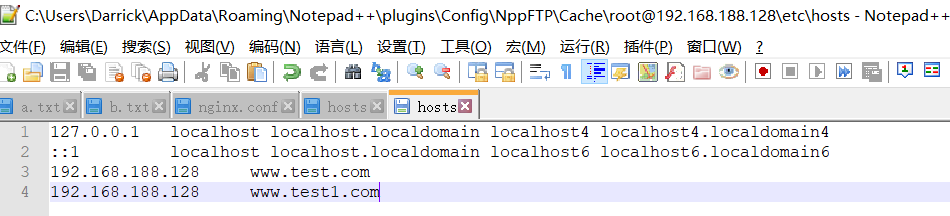 C:\Users\Darrick\AppData\Roaming\Notepad++\plugins\Config\NppFTP\Cache\root@192.168.188.128\etc\hosts - Notepad++
文件(F) 编辑(E) 搜索(S) 视图(V) 编码(N) 语言(L) 设置(T) 工具(O) 宏(M) 运行(R) 插件(P) 窗口(W) ?
a.txt b.txt nginx.conf hosts hosts
1 127.0.0.1 localhost localhost.localdomain localhost4 localhost4.localdomain4
2 ::1 localhost localhost.localdomain localhost6 localhost6.localdomain6
3 192.168.188.128 www.test.com
4 192.168.188.128 www.test1.com